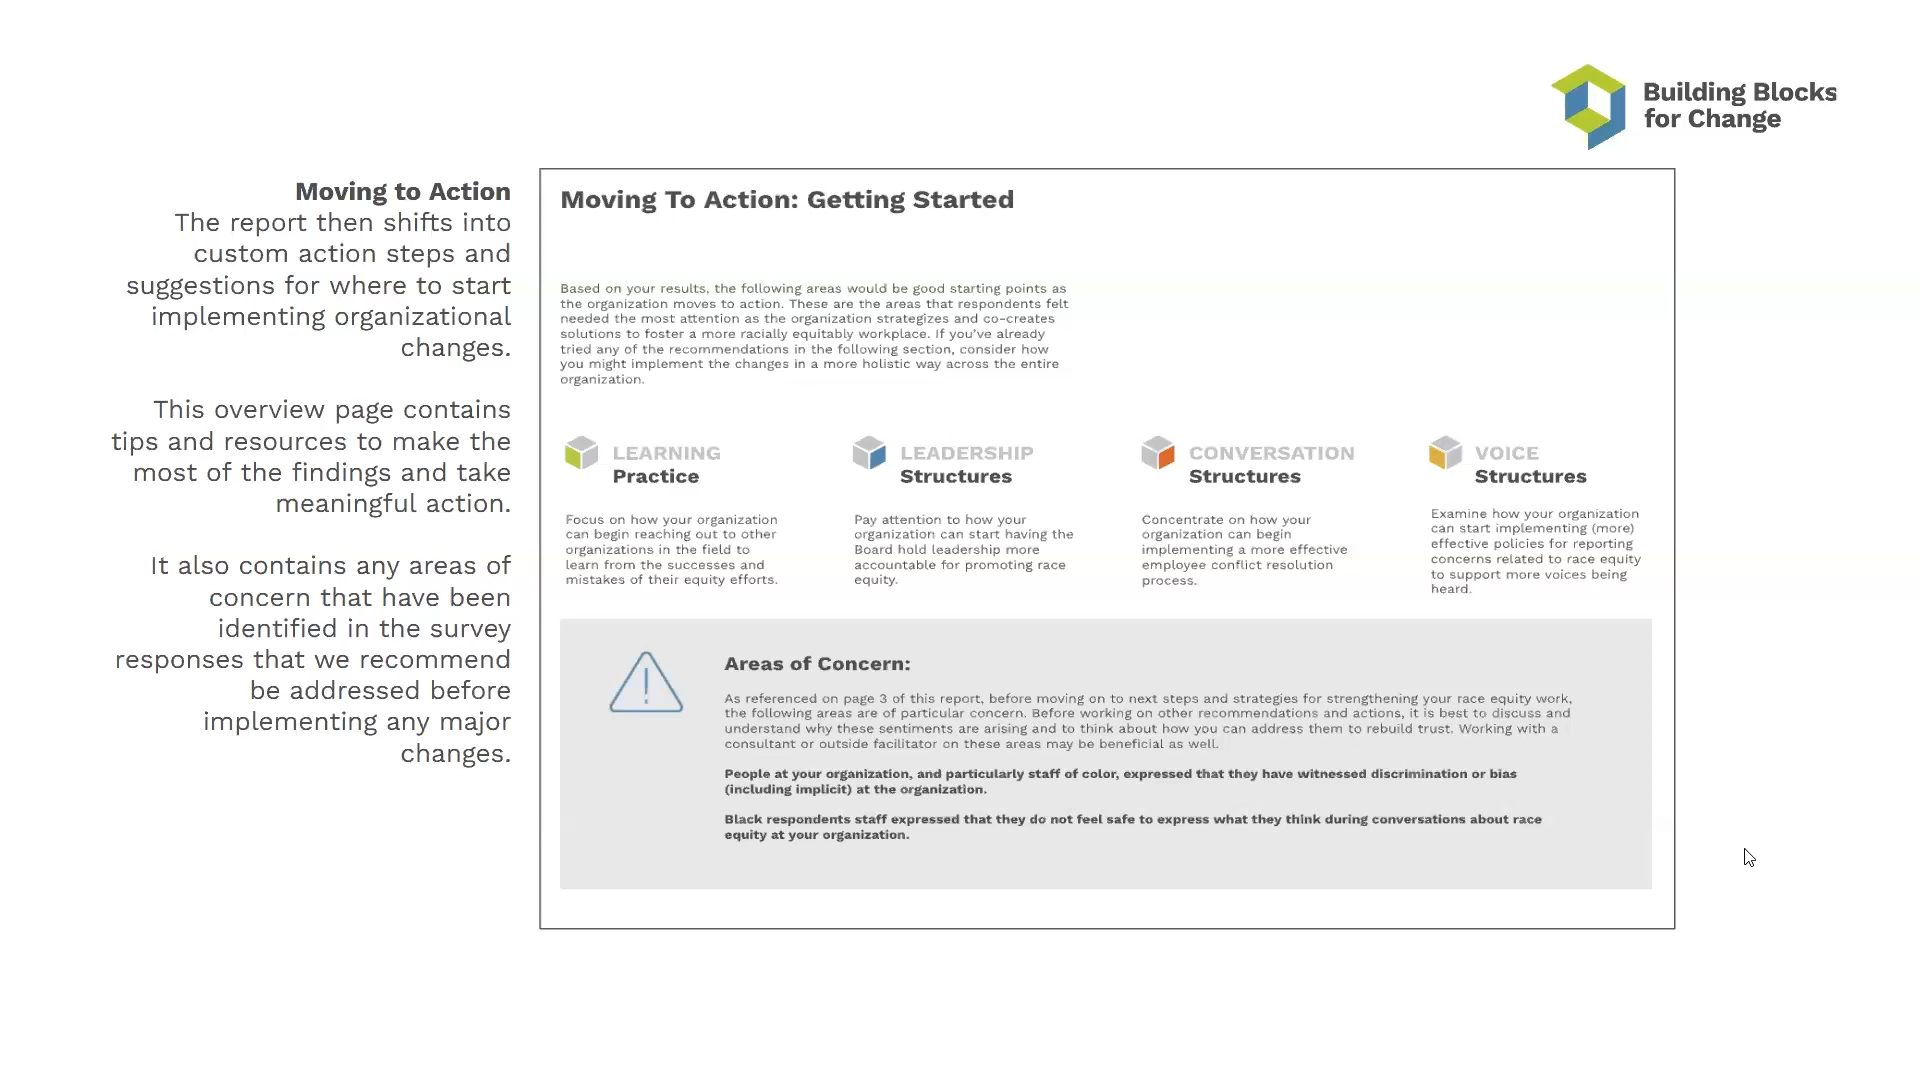 Building Blocks
for Change
Moving to Action
The report then shifts into
custom action steps and
suggestions for where to start
implementing organizational
changes.
This overview page contains
tips and resources to make the
most of the findings and take
meaningful action.
It also contains any areas of
concern that have been
identified in the survey
responses that we recommend
be addressed before
implementing any major
changes.
Moving To Action: Getting Started
Based on your results, the following areas would be good starting points as
the organization moves to action. These are the areas that respondents felt
needed the most attention as the organization strategizes and co-creates
solutions to foster a more racially equitably workplace. If you've already
tried any of the recommendations in the following section, consider how
you might implement the changes in a more holistic way across the entire
organization.
LEARNING
Practice
Focus on how your organization
can begin reaching out to other
organizations in the field to
learn from the successes and
mistakes of their equity efforts.
LEADERSHIP
Structures
Pay attention to how your
organization can start having the
Board hold leadership more
accountable for promoting race
equity.
CONVERSATION
Structures
Concentrate on how your
organization can begin
implementing a more effective
employee conflict resolution
process.
VOICE
Structures
Examine how your organization
can start implementing (more)
effective policies for reporting
concerns related to race equity
to support more voices being
heard.
Areas of Concern:
As referenced on page 3 of this report, before moving on to next steps and strategies for strengthening your race equity work,
the following areas are of particular concern. Before working on other recommendations and actions, it is best to discuss and
understand why these sentiments are arising and to think about how you can address them to rebuild trust. Working with a
consultant or outside facilitator on these areas may be beneficial as well.
People at your organization, and particularly staff of color, expressed that they have witnessed discrimination or bias
(including implicit) at the organization.
Black respondents staff expressed that they do not feel safe to express what they think during conversations about race
equity at your organization.